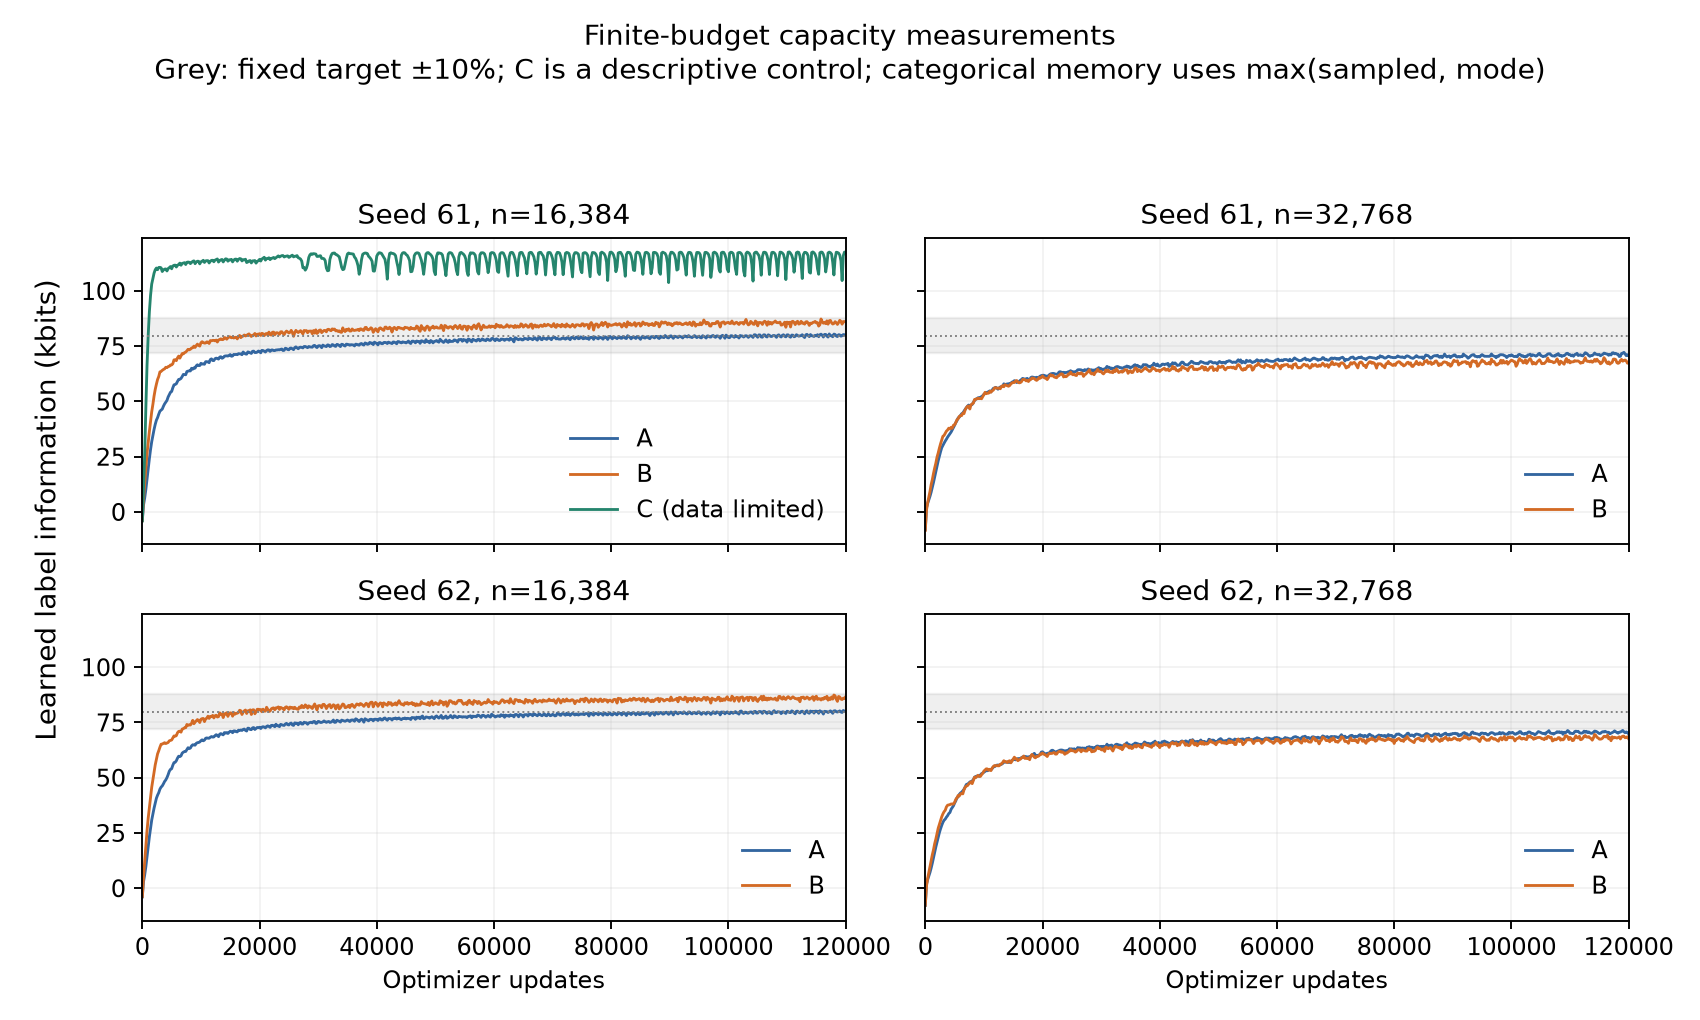 Finite-budget capacity measurements
Grey: fixed target ±10%; C is a descriptive control; categorical memory uses max(sampled, mode)
Learned label information (kbits)
Seed 61, n=16,384
100
75
50
25
0
A
B
C (data limited)
Seed 61, n=32,768
A
B
Seed 62, n=16,384
100
75
50
25
0
A
B
0 20000 40000 60000 80000 100000 120000
Optimizer updates
Seed 62, n=32,768
A
B
0 20000 40000 60000 80000 100000 120000
Optimizer updates